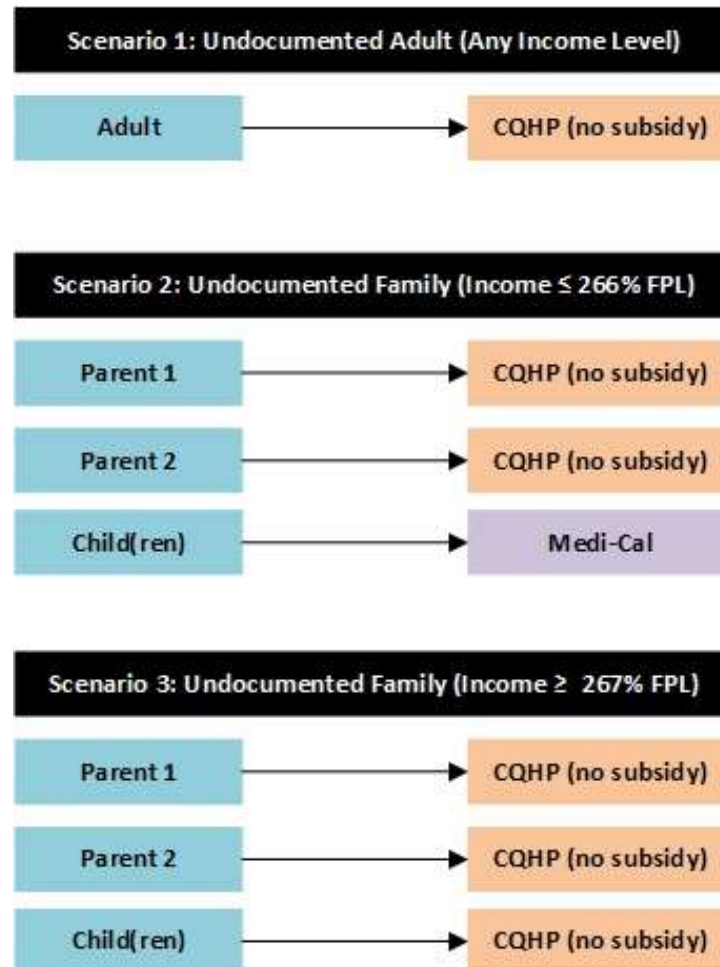 Scenario 1: Undocumented Adult (Any Income Level)
Adult
CQHP (no subsidy)
Scenario 2: Undocumented Family (Income ≤ 266% FPL)
Parent 1
CQHP (no subsidy)
Parent 2
CQHP (no subsidy)
Child(ren)
Medi-Cal
Scenario 3: Undocumented Family (Income ≥ 267% FPL)
Parent 1
CQHP (no subsidy)
Parent 2
CQHP (no subsidy)
Child(ren)
CQHP (no subsidy)